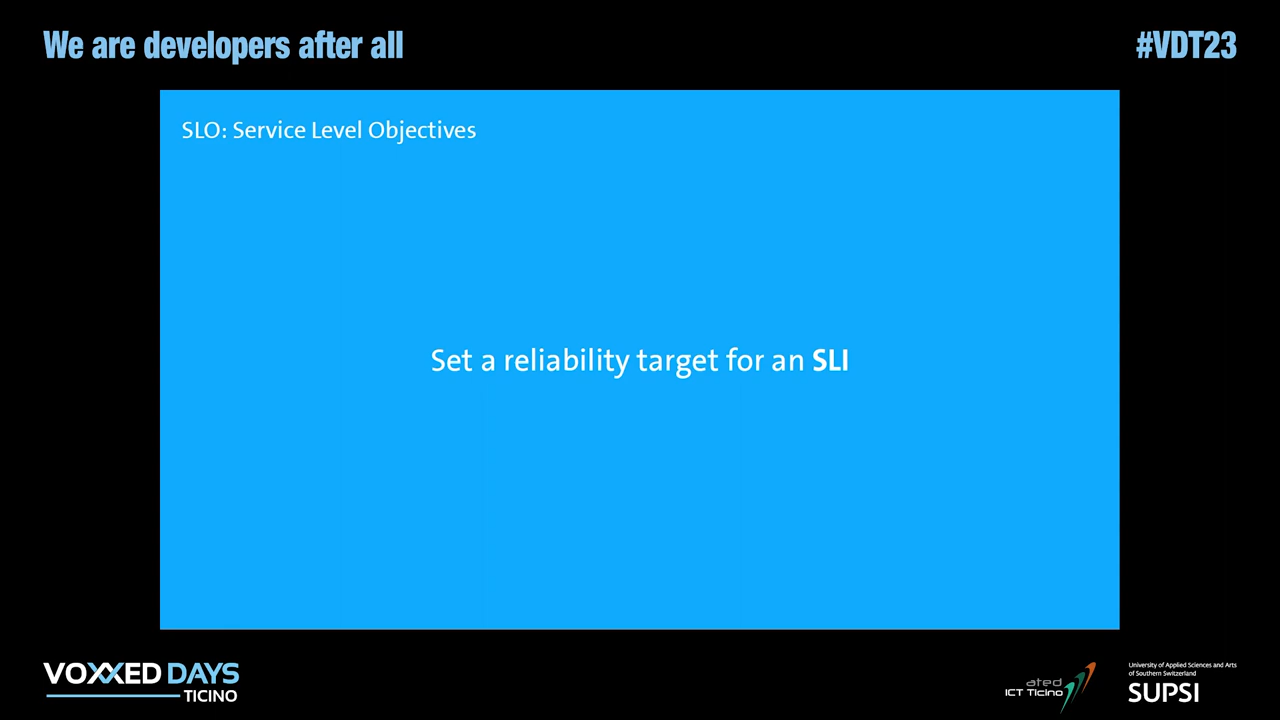 We are developers after all
#VDT23
SLO: Service Level Objectives
Set a reliability target for an SLI
VOXXED DAYS
TICINO
ated
ICT Ticino
University of Applied Sciences and Arts
of Southern Switzerland
SUPSI